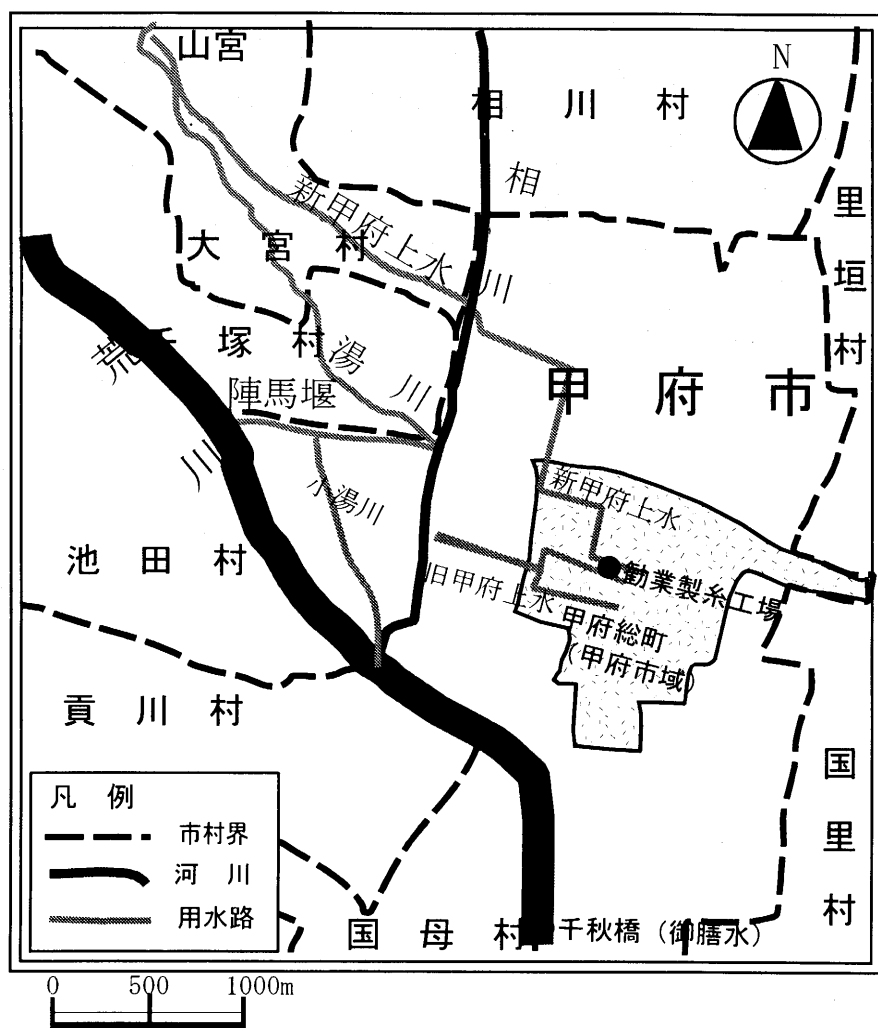 山宮
相川村
N
相川
新甲府上水
大宮村
里垣村
荒川
千塚村
湯川
陣馬堰
甲府市
小湯川
新甲府上水
池田村
旧甲府上水
勧業製糸工場
甲府総町
(甲府市域)
貢川村
国里村
凡例
市村界
河川
用水路
国母村
千秋橋(御膳水)
0 500 1000m